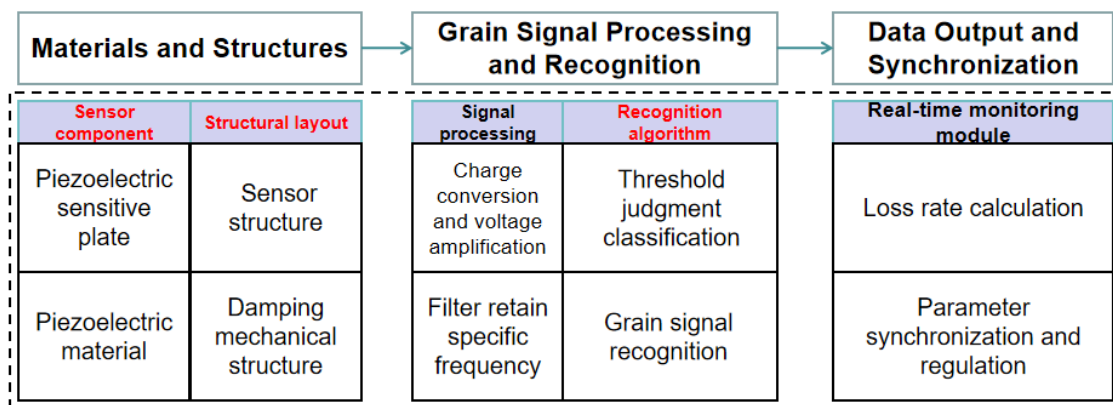 Materials and Structures
Grain Signal Processing
and Recognition
Data Output and
Synchronization
Sensor
component
Structural layout
Signal
processing
Recognition
algorithm
Real-time monitoring
module
Piezoelectric
sensitive
plate
Sensor
structure
Charge
conversion
and voltage
amplification
Threshold
judgment
classification
Loss rate calculation
Piezoelectric
material
Damping
mechanical
structure
Filter retain
specific
frequency
Grain signal
recognition
Parameter
synchronization and
regulation